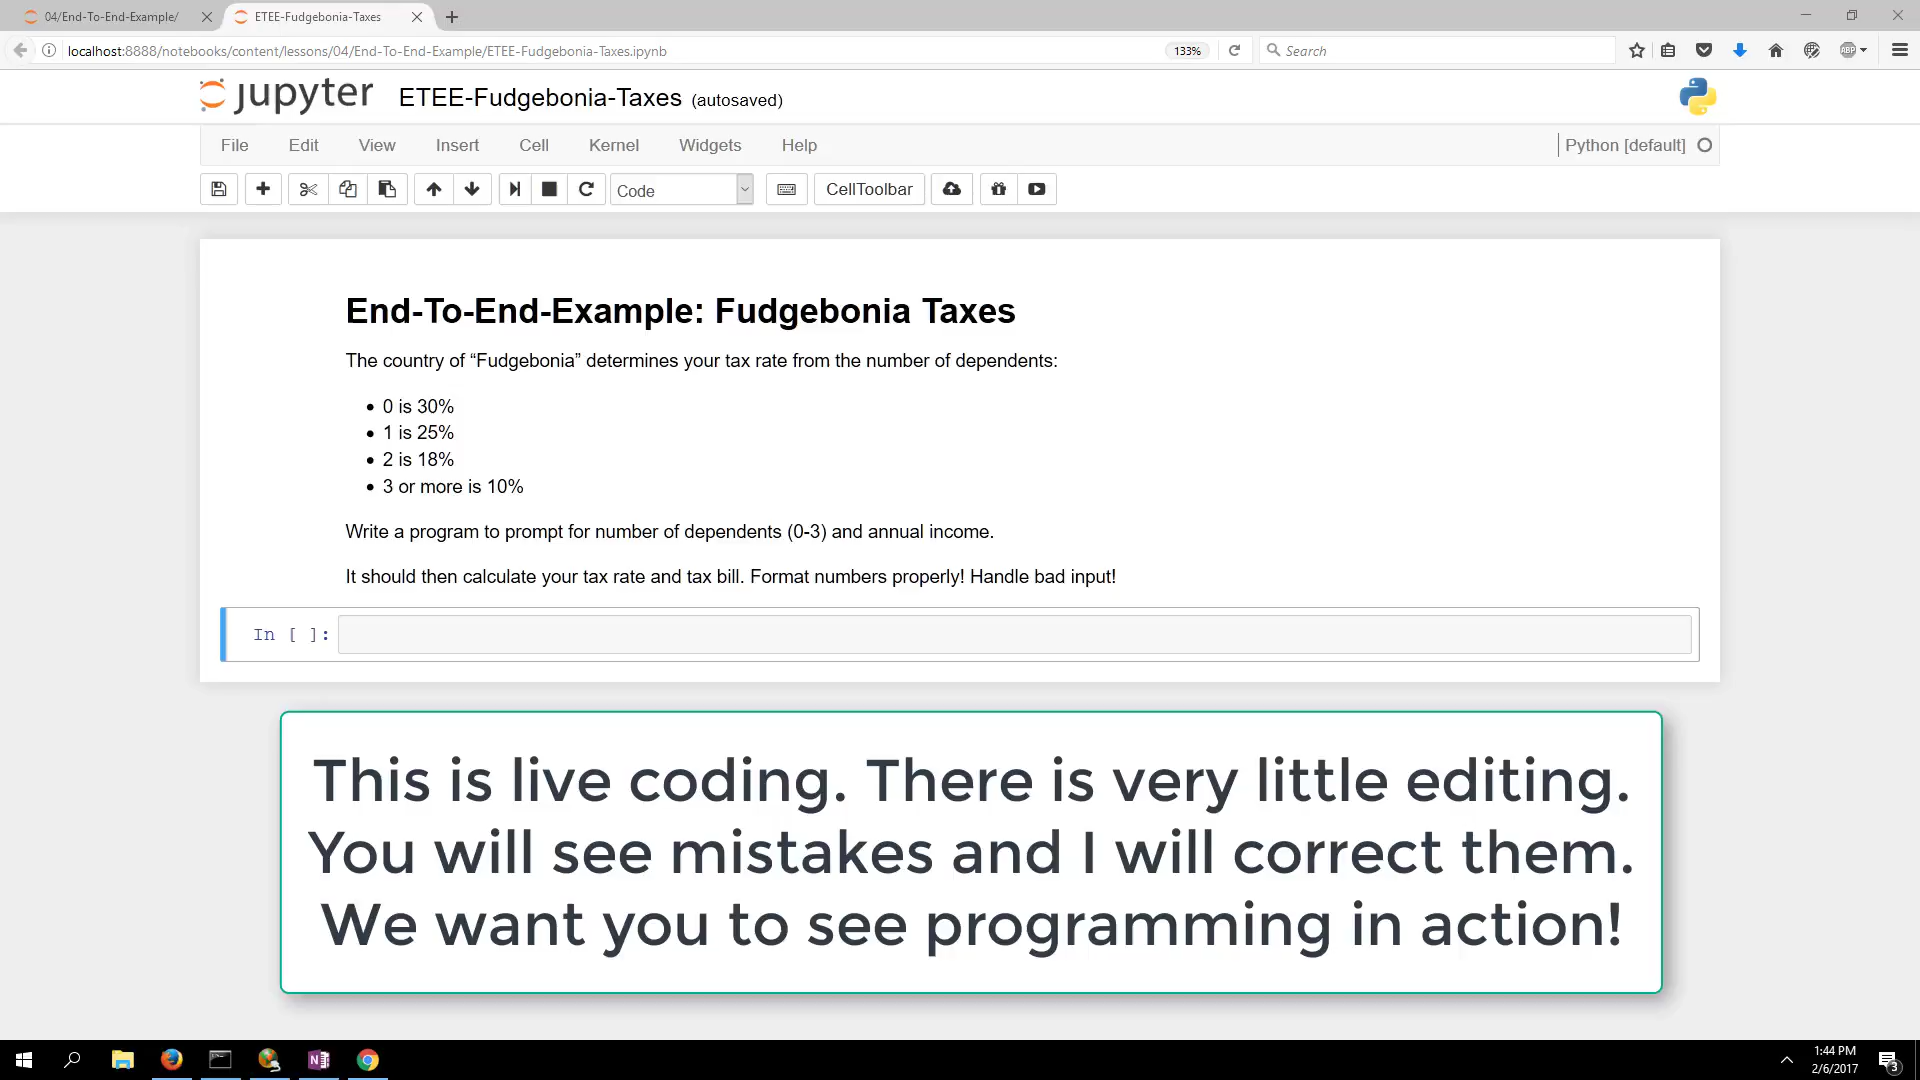 04/End-To-End-Example/
ETEE-Fudgebonia-Taxes
localhost:8888/notebooks/content/lessons/04/End-To-End-Example/ETEE-Fudgebonia-Taxes.ipynb
133%
Search
ABP
jupyter ETEE-Fudgebonia-Taxes (autosaved)
File Edit View Insert Cell Kernel Widgets Help
Python [default]
Code
CellToolbar
End-To-End-Example: Fudgebonia Taxes
The country of “Fudgebonia” determines your tax rate from the number of dependents:
• 0 is 30%
• 1 is 25%
• 2 is 18%
• 3 or more is 10%
Write a program to prompt for number of dependents (0-3) and annual income.
It should then calculate your tax rate and tax bill. Format numbers properly! Handle bad input!
In [ ]:
This is live coding. There is very little editing.
You will see mistakes and I will correct them.
We want you to see programming in action!
N
1:44 PM
2/6/2017
3